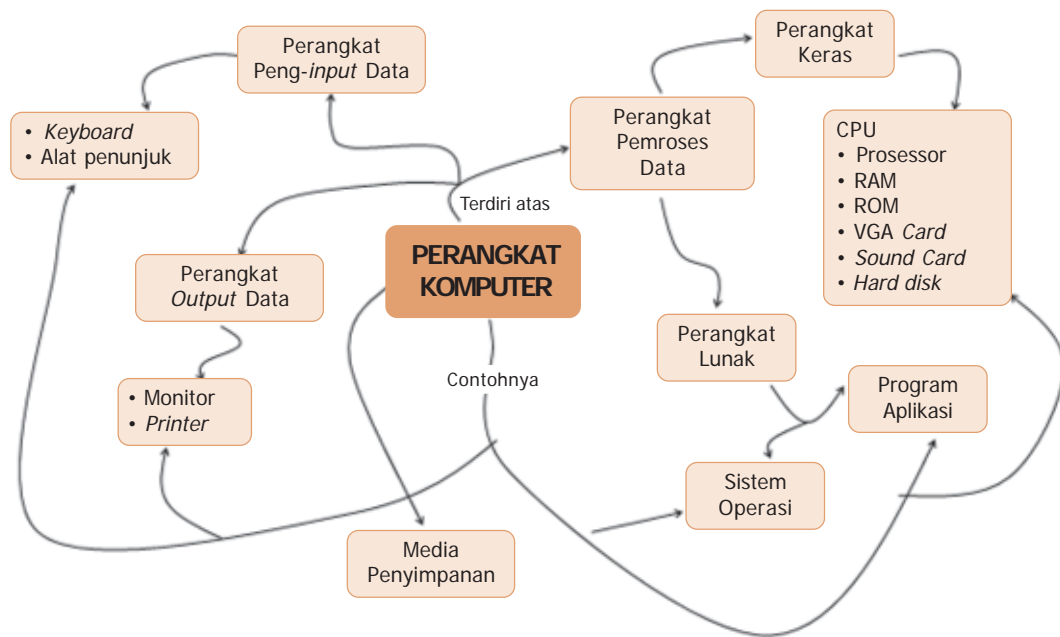 Perangkat
Peng-input Data
Perangkat
Keras
• Keyboard
• Alat penunjuk
Perangkat
Pemroses
Data
CPU
• Prosessor
• RAM
• ROM
• VGA Card
• Sound Card
• Hard disk
Terdiri atas
PERANGKAT
KOMPUTER
Perangkat
Output Data
Perangkat
Lunak
Contohnya
• Monitor
• Printer
Program
Aplikasi
Sistem
Operasi
Media
Penyimpanan